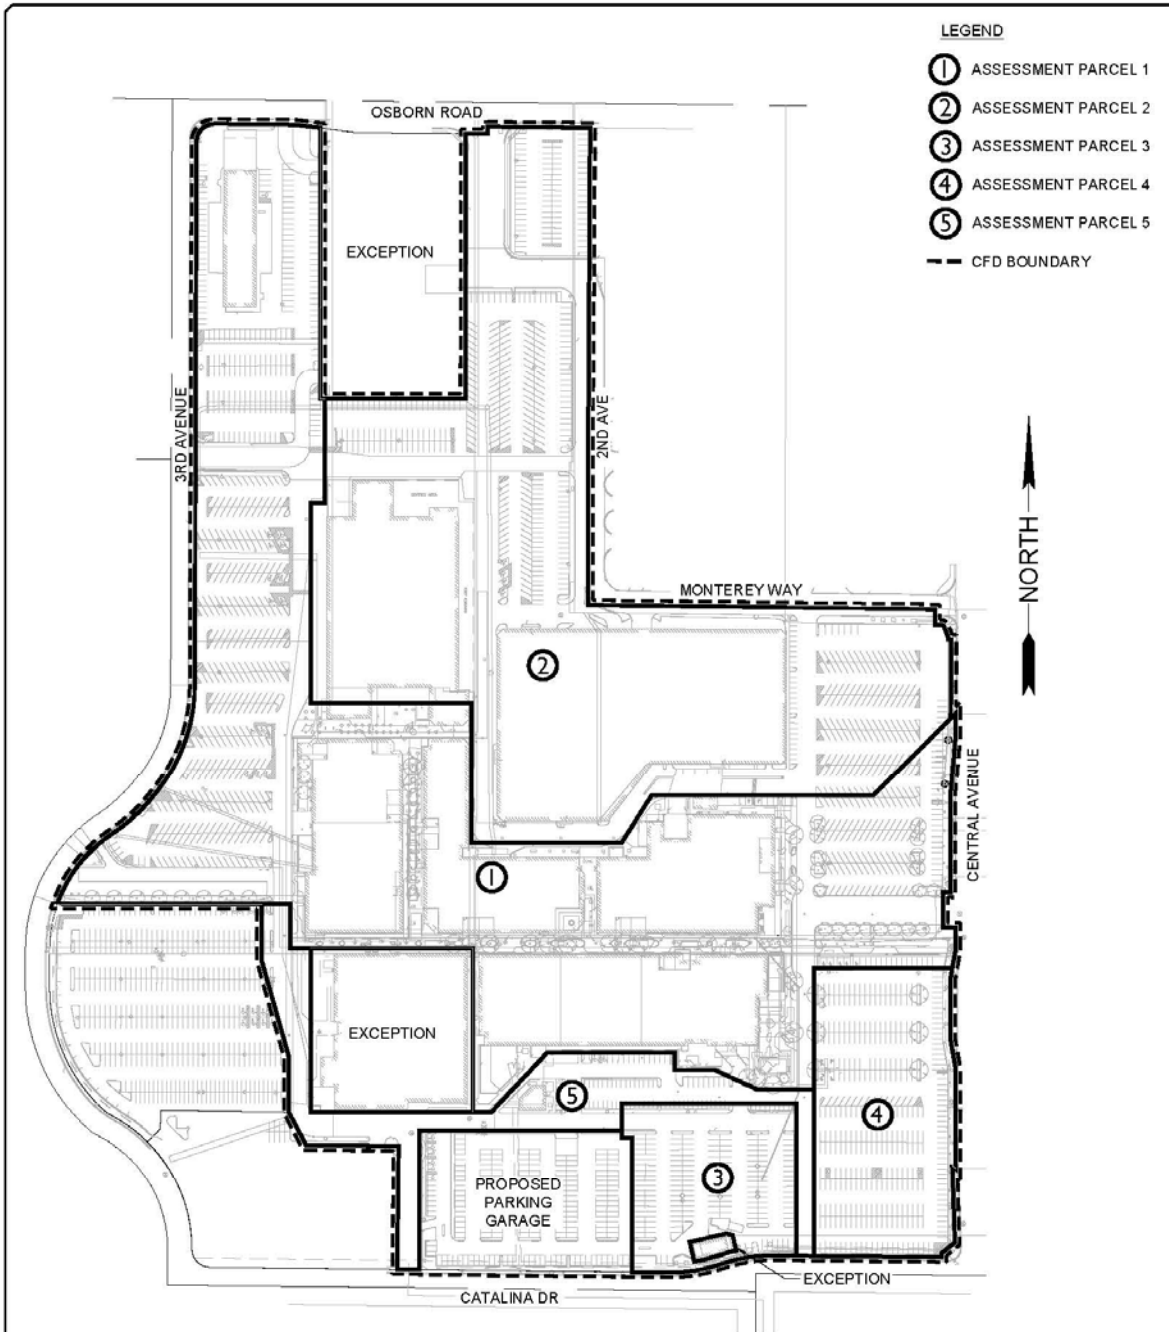 LEGEND
1 ASSESSMENT PARCEL 1
2 ASSESSMENT PARCEL 2
3 ASSESSMENT PARCEL 3
4 ASSESSMENT PARCEL 4
5 ASSESSMENT PARCEL 5
CFD BOUNDARY
OSBORN ROAD
EXCEPTION
3RD AVENUE
2ND AVE
NORTH
MONTEREY WAY
2
CENTRAL AVENUE
1
EXCEPTION
5
4
3
PROPOSED
PARKING
GARAGE
EXCEPTION
CATALINA DR